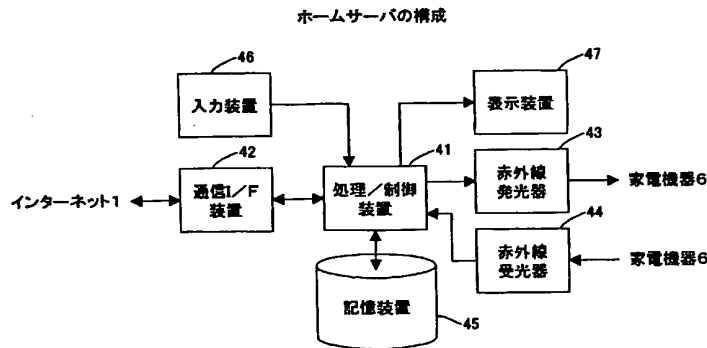 ホームサーバの構成
46
入力装置
47
表示装置
42
通信I/F
装置
インターネット1
41
処理/制御
装置
43
赤外線
発光器
家電機器6
44
赤外線
受光器
家電機器6
記憶装置
45